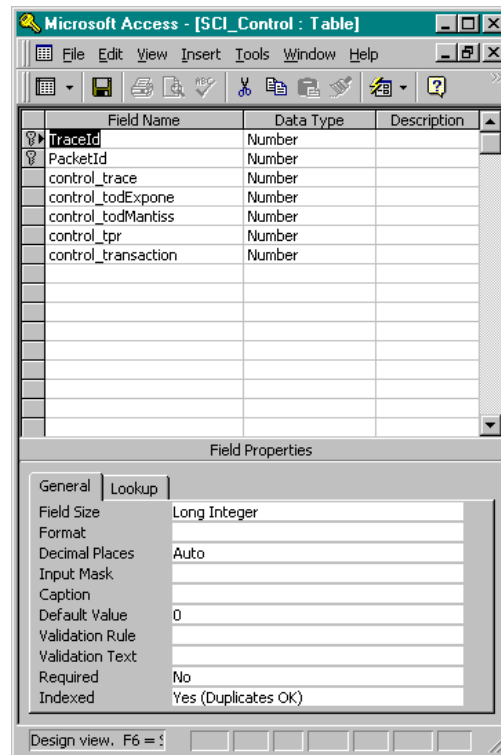 Microsoft Access - [SCI_Control : Table]
File Edit View Insert Tools Window Help
Field Name Data Type Description
TraceId Number
PacketId Number
control_trace Number
control_todExpone Number
control_todMantiss Number
control_tpr Number
control_transaction Number
Field Properties
General Lookup
Field Size Long Integer
Format
Decimal Places Auto
Input Mask
Caption
Default Value 0
Validation Rule
Validation Text
Required No
Indexed Yes (Duplicates OK)
Design view. F6 = S